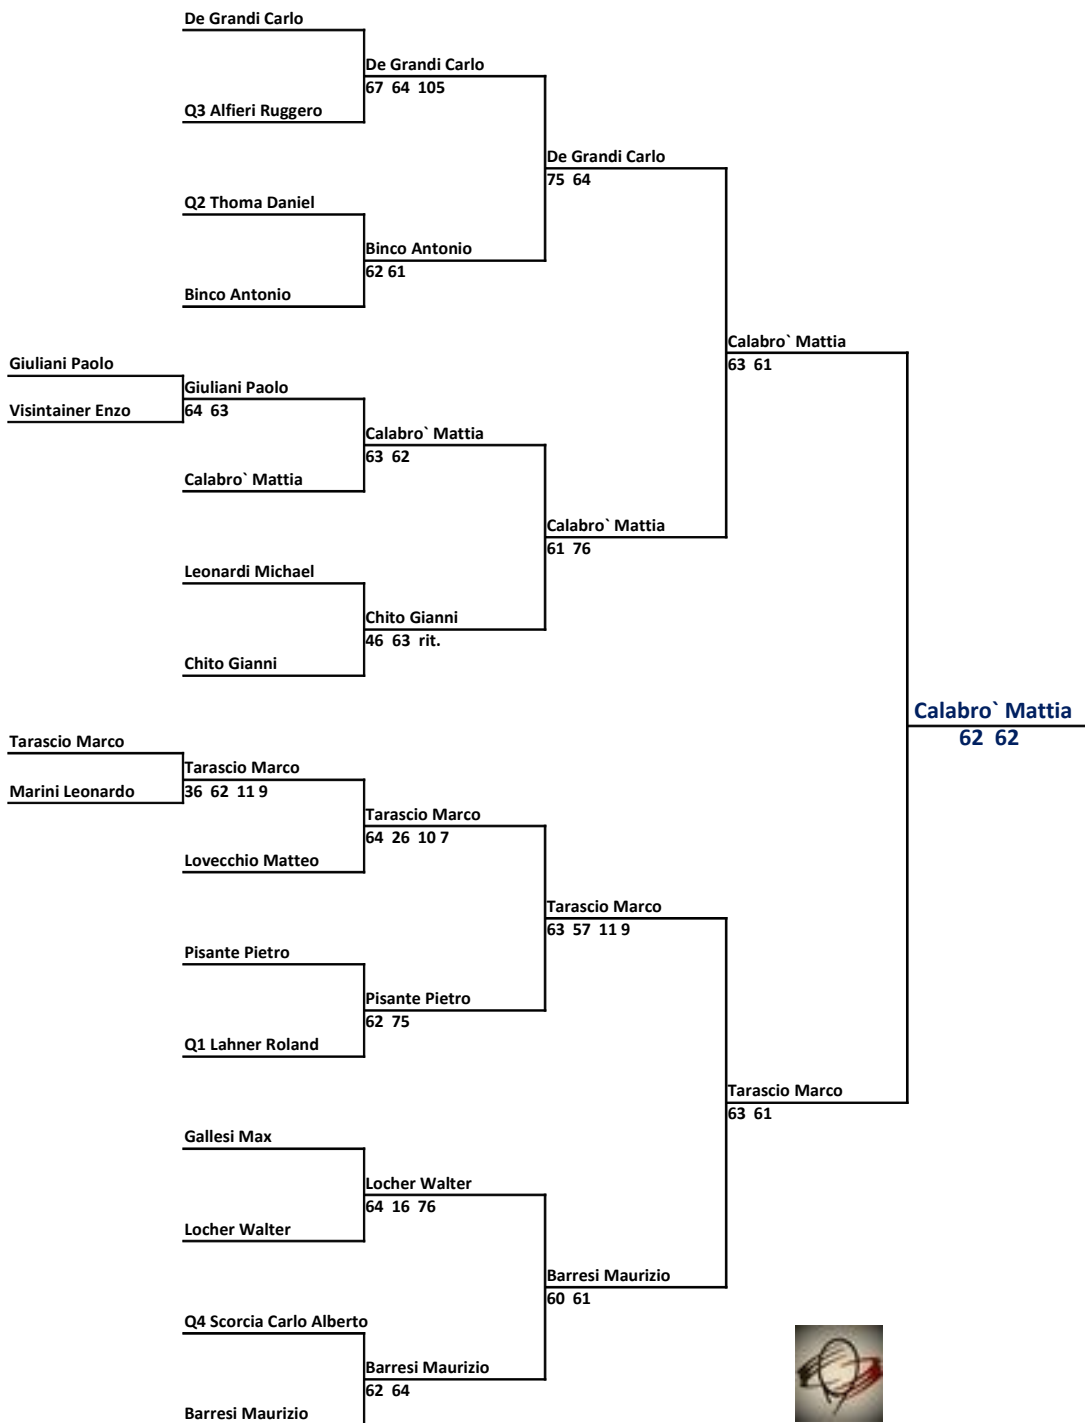 De Grandi Carlo
De Grandi Carlo
67 64 105
Q3 Alfieri Ruggero
De Grandi Carlo
75 64
Q2 Thoma Daniel
Binco Antonio
62 61
Binco Antonio
Calabro` Mattia
63 61
Giuliani Paolo
Giuliani Paolo
64 63
Visintainer Enzo
Calabro` Mattia
63 62
Calabro` Mattia
Calabro` Mattia
61 76
Leonardi Michael
Chito Gianni
46 63 rit.
Chito Gianni
Calabro` Mattia
62 62
Tarascio Marco
Tarascio Marco
36 62 11 9
Marini Leonardo
Tarascio Marco
64 26 10 7
Lovecchio Matteo
Tarascio Marco
63 57 11 9
Pisante Pietro
Pisante Pietro
62 75
Q1 Lahner Roland
Tarascio Marco
63 61
Gallesi Max
Locher Walter
64 16 76
Locher Walter
Barresi Maurizio
60 61
Q4 Scorcia Carlo Alberto
Barresi Maurizio
62 64
Barresi Maurizio